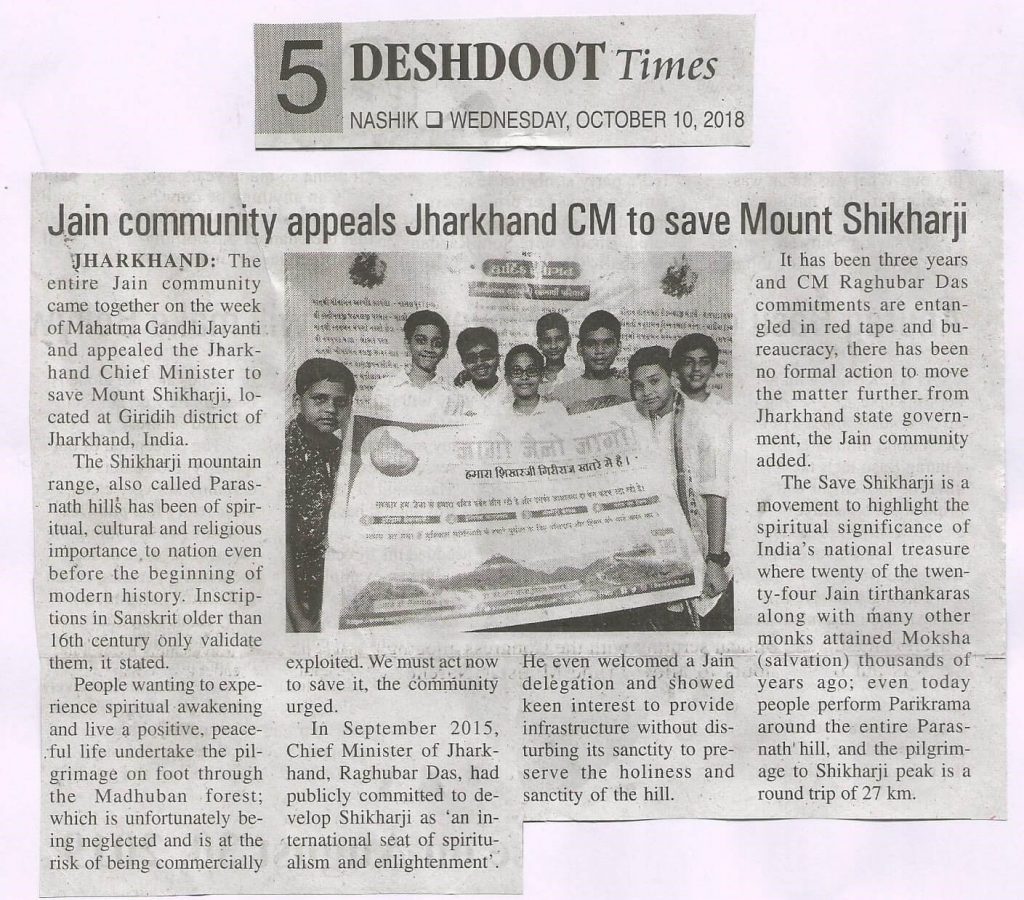 5
DESHDOOT Times
NASHIK ❑ WEDNESDAY, OCTOBER 10, 2018
Jain community appeals Jharkhand CM to save Mount Shikharji
JHARKHAND: The
entire Jain community
came together on the week
of Mahatma Gandhi Jayanti
and appealed the Jhark-
hand Chief Minister to
save Mount Shikharji, lo-
cated at Giridih district of
Jharkhand, India.
The Shikharji mountain
range, also called Paras-
nath hills has been of spir-
itual, cultural and religious
importance to nation even
before the beginning of
modern history. Inscrip-
tions in Sanskrit older than
16th century only validate
them, it stated.
People wanting to expe-
rience spiritual awakening
and live a positive, peace-
ful life undertake the pil-
grimage on foot through
the Madhuban forest;
which is unfortunately be-
ing neglected and is at the
risk of being commercially
जागो जैनो जागो!
हमारा शिखरजी गिरीराज खतरे में है।
exploited. We must act now
to save it, the community
urged.
In September 2015,
Chief Minister of Jhark-
hand, Raghubar Das, had
publicly committed to de-
velop Shikharji as ‘an in-
ternational seat of spiritu-
alism and enlightenment’.
He even welcomed a Jain
delegation and showed
keen interest to provide
infrastructure without dis-
turbing its sanctity to pre-
serve the holiness and
sanctity of the hill.
It has been three years
and CM Raghubar Das
commitments are entan-
gled in red tape and bu-
reaucracy, there has been
no formal action to move
the matter further from
Jharkhand state govern-
ment, the Jain community
added.
The Save Shikharji is a
movement to highlight the
spiritual significance of
India’s national treasure
where twenty of the twen-
ty-four Jain tirthankaras
along with many other
monks attained Moksha
(salvation) thousands of
years ago; even today
people perform Parikrama
around the entire Paras-
nath hill, and the pilgrim-
age to Shikharji peak is a
round trip of 27 km.